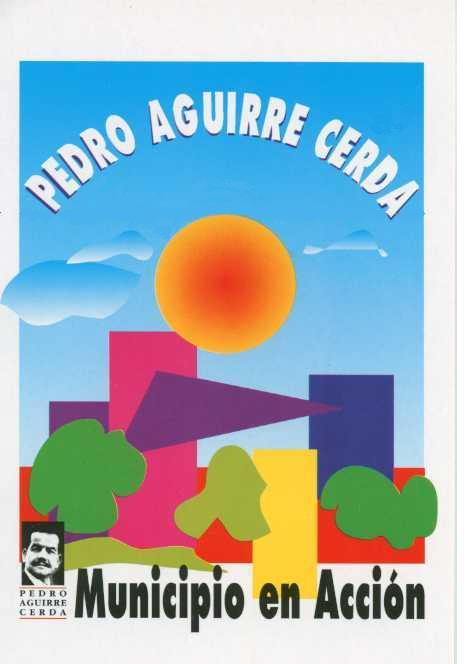 PEDRO AGUIRRE CERDA
PEDRO
AGUIRRE
CERDA
Municipio en Acción